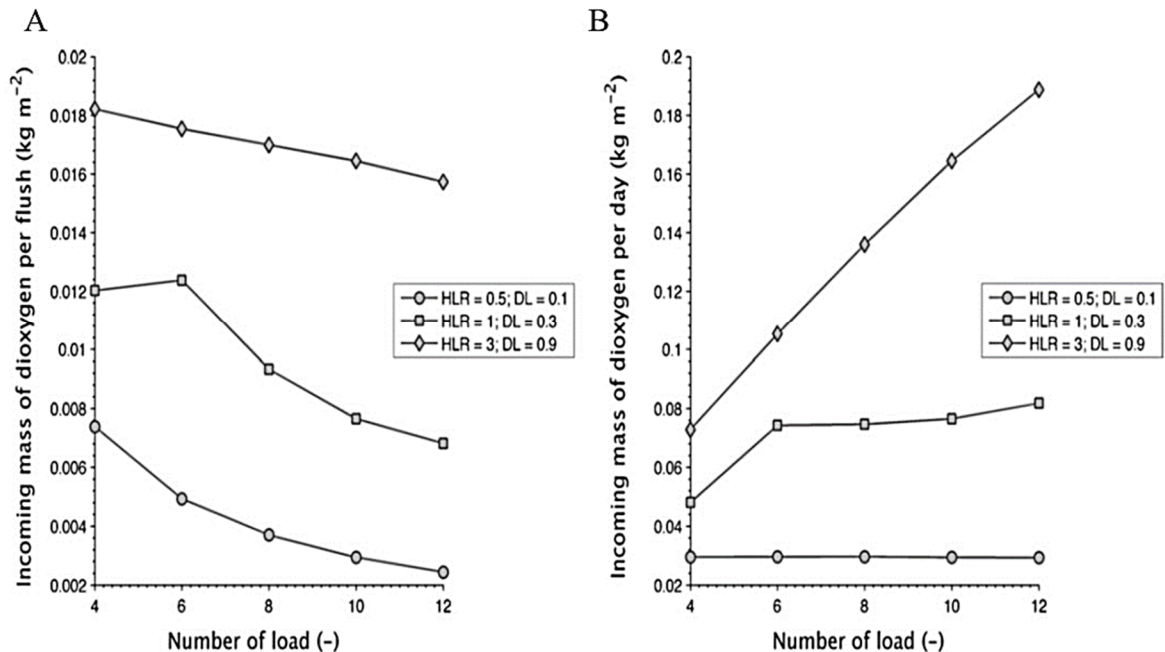 A
Incoming mass of dioxygen per flush (kg m⁻²)
0.02
0.018
0.016
0.014
0.012
0.01
0.008
0.006
0.004
0.002
4
6
8
10
12
Number of load (-)
HLR = 0.5; DL = 0.1
HLR = 1; DL = 0.3
HLR = 3; DL = 0.9
B
Incoming mass of dioxygen per day (kg m⁻²)
0.2
0.18
0.16
0.14
0.12
0.1
0.08
0.06
0.04
0.02
4
6
8
10
12
Number of load (-)
HLR = 0.5; DL = 0.1
HLR = 1; DL = 0.3
HLR = 3; DL = 0.9